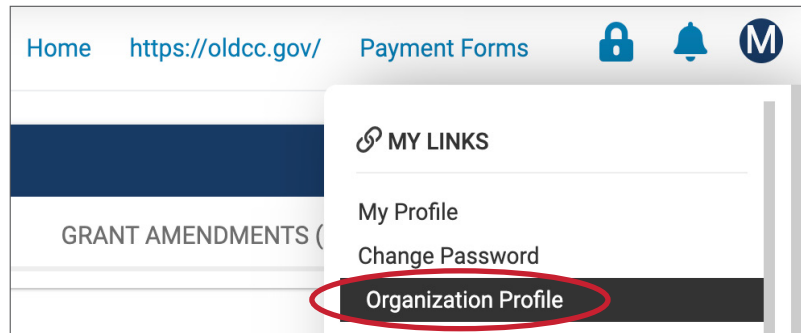 Home https://oldcc.gov/ Payment Forms M
MY LINKS
My Profile
GRANT AMENDMENTS (
Change Password
Organization Profile